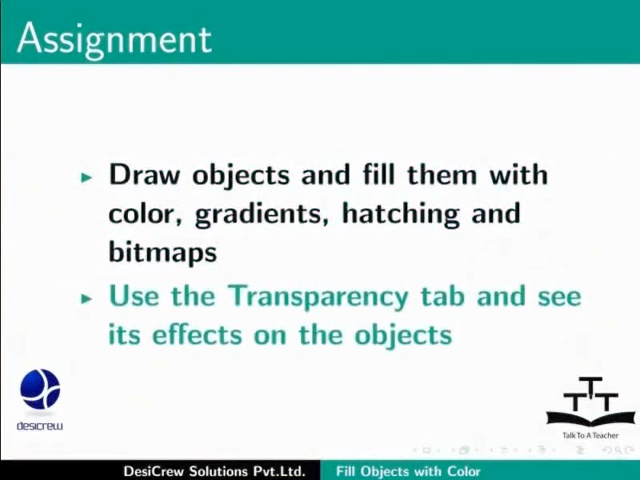 Assignment
Draw objects and fill them with
color, gradients, hatching and
bitmaps
Use the Transparency tab and see
its effects on the objects
desicrew
TTT
Talk To A Teacher
DesiCrew Solutions Pvt.Ltd. Fill Objects with Color